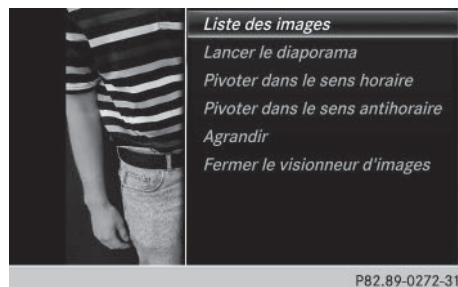 Liste des images
Lancer le diaporama
Pivoter dans le sens horaire
Pivoter dans le sens antihoraire
Agrandir
Fermer le visionneur d'images
P82.89-0272-31